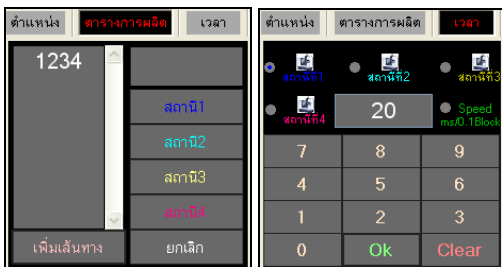 ตำแหน่ง ตารางการผลิต เวลา
1234
สถานี1
สถานี2
สถานี3
สถานี4
เพิ่มเส้นทาง ยกเลิก
ตำแหน่ง ตารางการผลิต เวลา
สถานีที่1 สถานีที่2 สถานีที่3
สถานีที่4 20 Speed
ms/0.1Block
7 8 9
4 5 6
1 2 3
0 Ok Clear